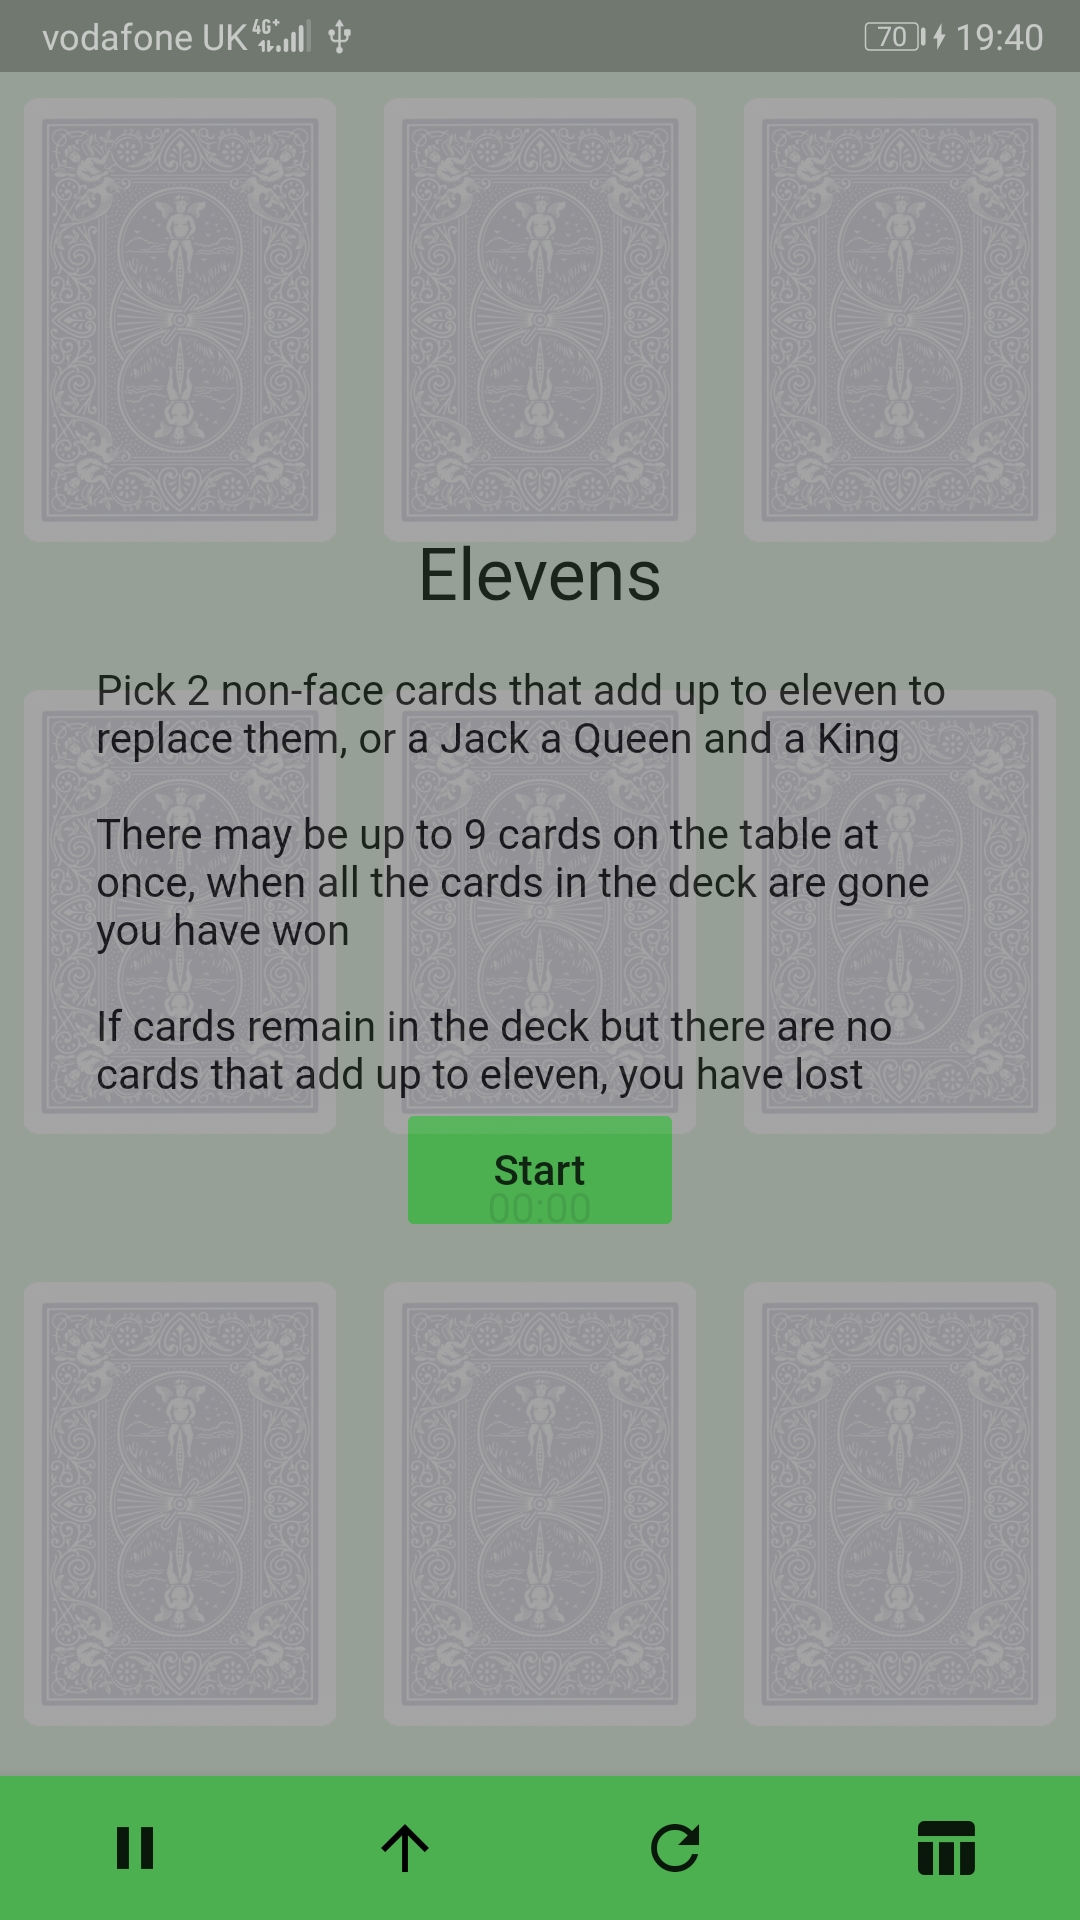 vodafone UK 4G+ 70 19:40
Elevens
Pick 2 non-face cards that add up to eleven to
replace them, or a Jack a Queen and a King
There may be up to 9 cards on the table at
once, when all the cards in the deck are gone
you have won
If cards remain in the deck but there are no
cards that add up to eleven, you have lost
Start
00:00